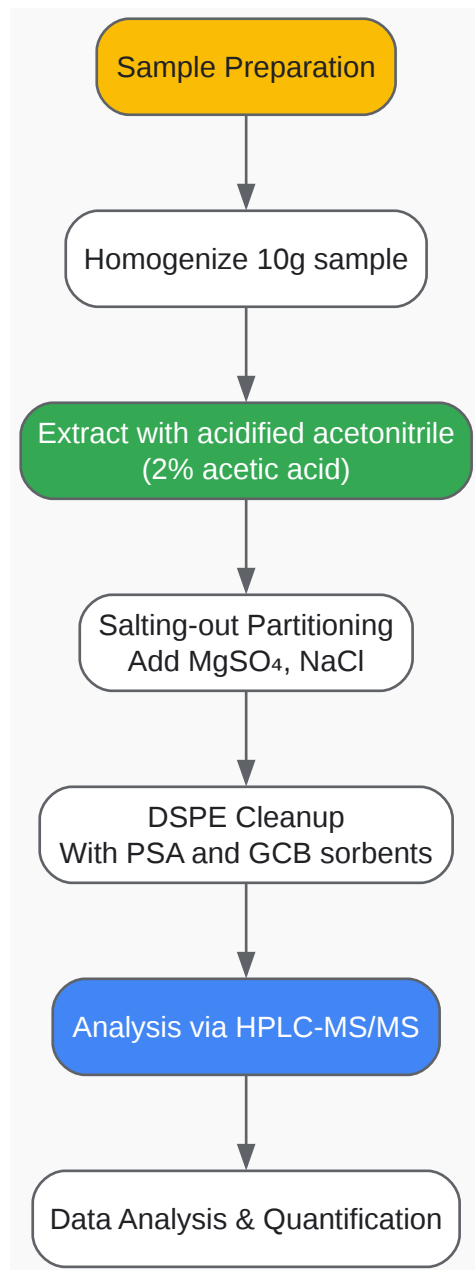 Sample Preparation
Homogenize 10g sample
Extract with acidified acetonitrile
(2% acetic acid)
Salting-out Partitioning
Add MgSO₄, NaCl
DSPE Cleanup
With PSA and GCB sorbents
Analysis via HPLC-MS/MS
Data Analysis & Quantification